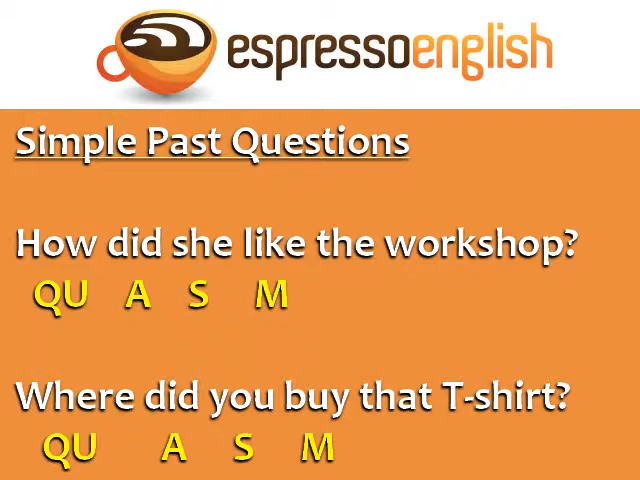 espressoenglish
Simple Past Questions
How did she like the workshop?
QU A S M
Where did you buy that T-shirt?
QU A S M